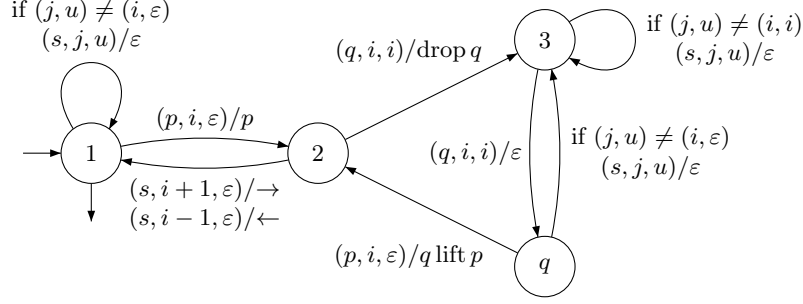 if (j, u) ≠ (i, ε)
(s, j, u)/ε
1
(p, i, ε)/p
(s, i + 1, ε)/→
(s, i − 1, ε)/←
2
(q, i, i)/drop q
3
if (j, u) ≠ (i, i)
(s, j, u)/ε
(q, i, i)/ε
if (j, u) ≠ (i, ε)
(s, j, u)/ε
(p, i, ε)/q lift p
q